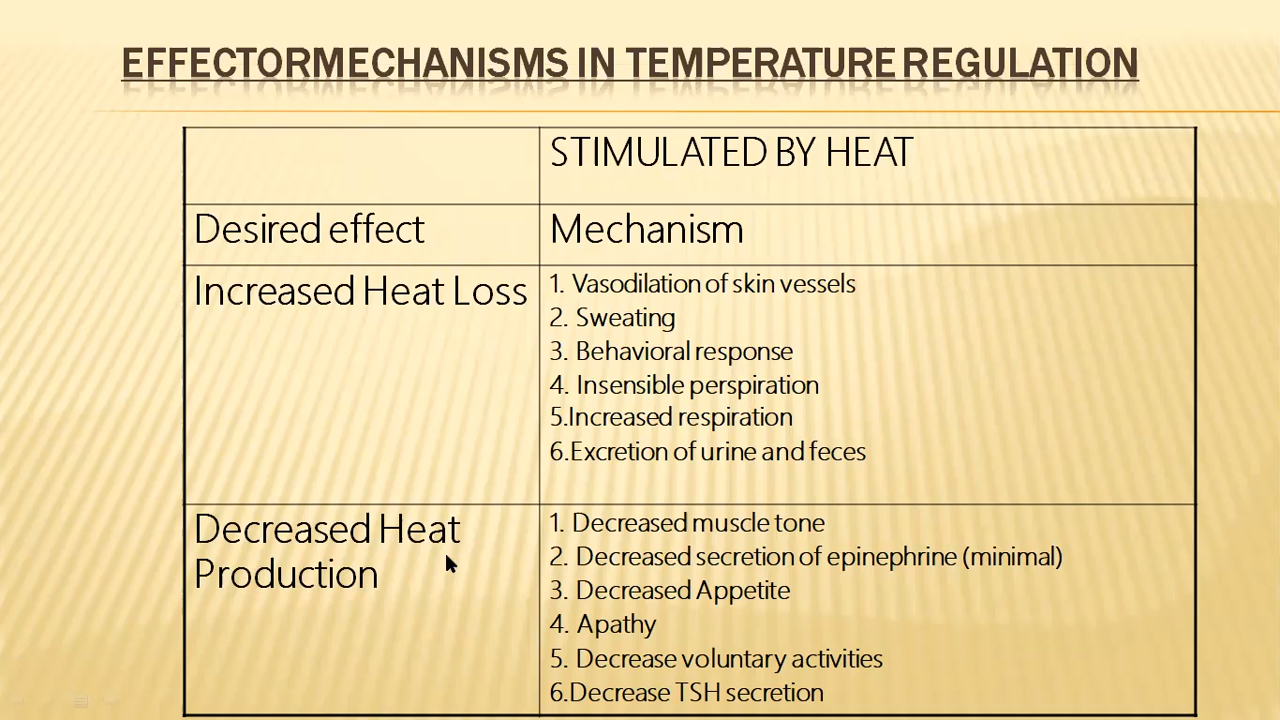 EFFECTORMECHANISMS IN TEMPERATURE REGULATION
STIMULATED BY HEAT
Desired effect
Mechanism
Increased Heat Loss
1. Vasodilation of skin vessels
2. Sweating
3. Behavioral response
4. Insensible perspiration
5.Increased respiration
6.Excretion of urine and feces
Decreased Heat
Production
1. Decreased muscle tone
2. Decreased secretion of epinephrine (minimal)
3. Decreased Appetite
4. Apathy
5. Decrease voluntary activities
6.Decrease TSH secretion